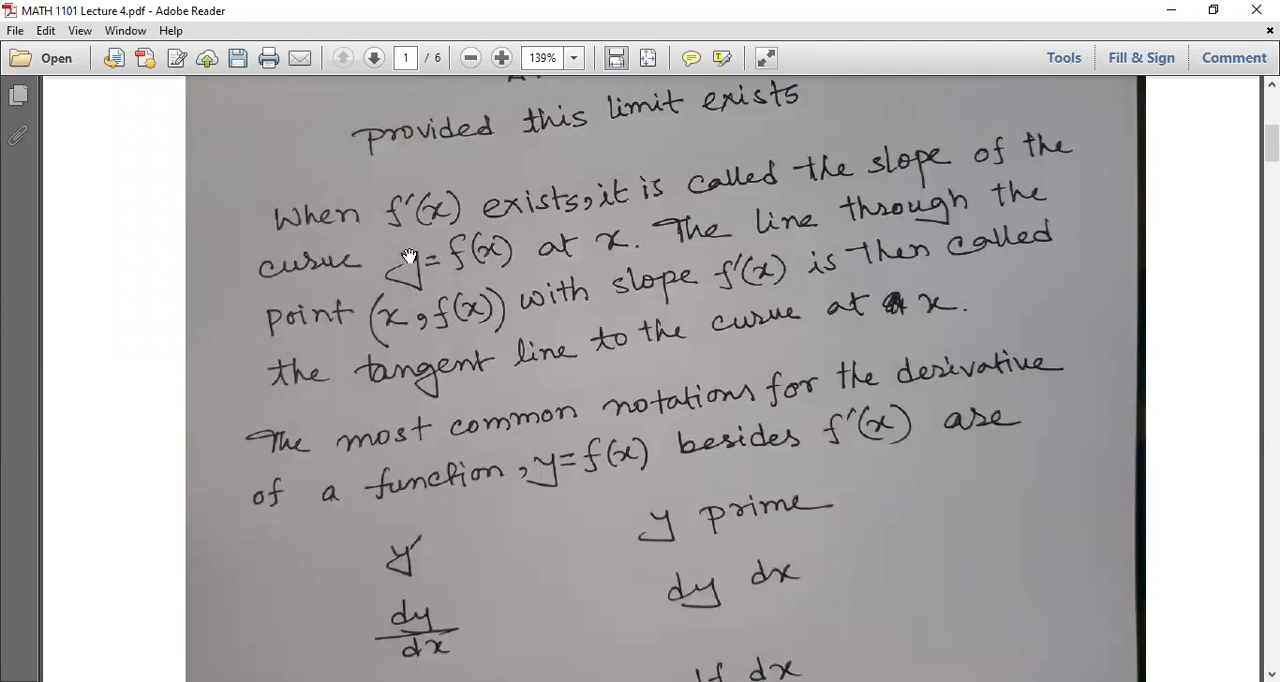 MATH 1101 Lecture 4.pdf - Adobe Reader
File Edit View Window Help
Open 1 / 6 139% Tools Fill & Sign Comment
provided this limit exists
When f'(x) exists, it is called the slope of the
curve y = f(x) at x. The line through the
point (x, f(x)) with slope f'(x) is then called
the tangent line to the curve at x.
The most common notations for the derivative
of a function, y = f(x) besides f'(x) are
y' y prime
dy/dx dy dx
df dx